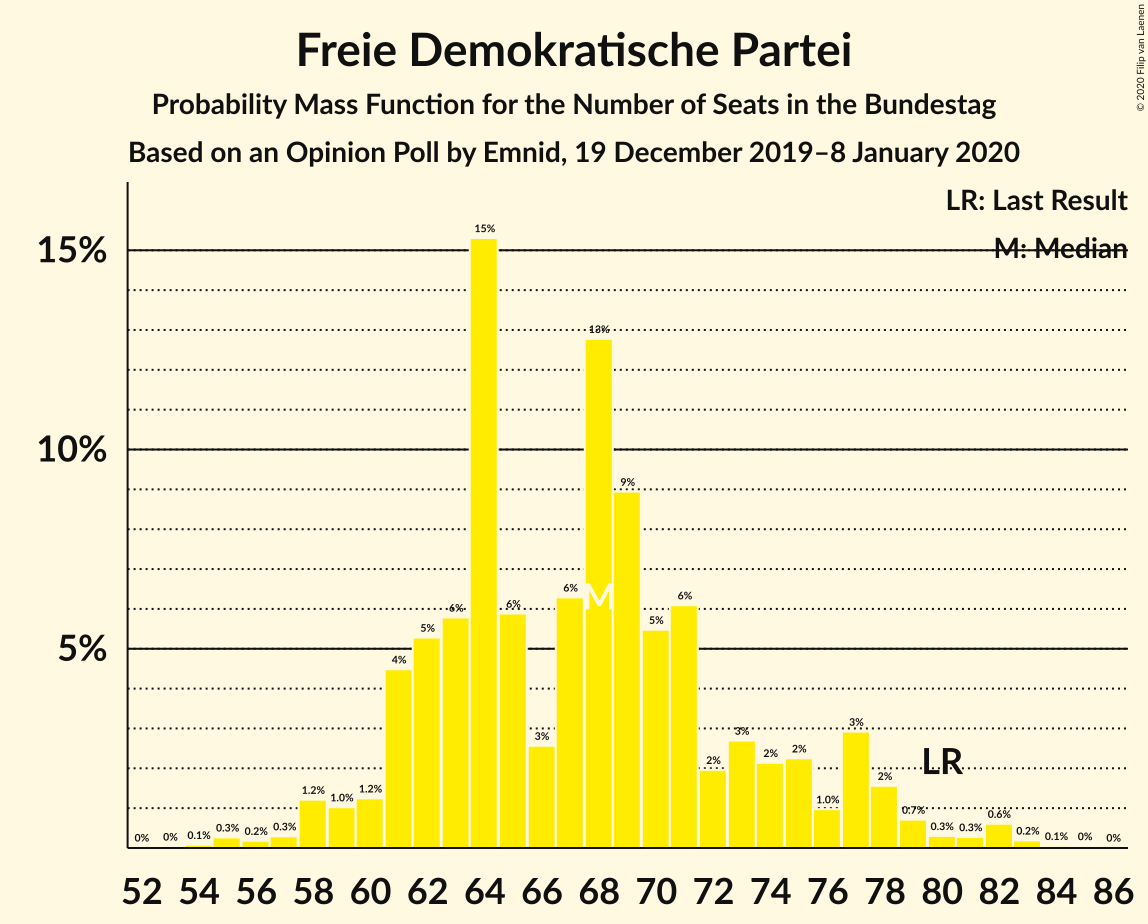 Freie Demokratische Partei
Probability Mass Function for the Number of Seats in the Bundestag
Based on an Opinion Poll by Emnid, 19 December 2019–8 January 2020
© 2020 Filip van Laenen
LR: Last Result
M: Median
15%
10%
5%
0% 0% 0.1% 0.3% 0.2% 0.3% 1.2% 1.0% 1.2% 4% 5% 6% 15% 6% 3% 6% 13% 9% 5% 6% 2% 3% 2% 2% 1.0% 3% 2% 0.7% 0.3% 0.3% 0.6% 0.2% 0.1% 0% 0%
M
LR
52 54 56 58 60 62 64 66 68 70 72 74 76 78 80 82 84 86